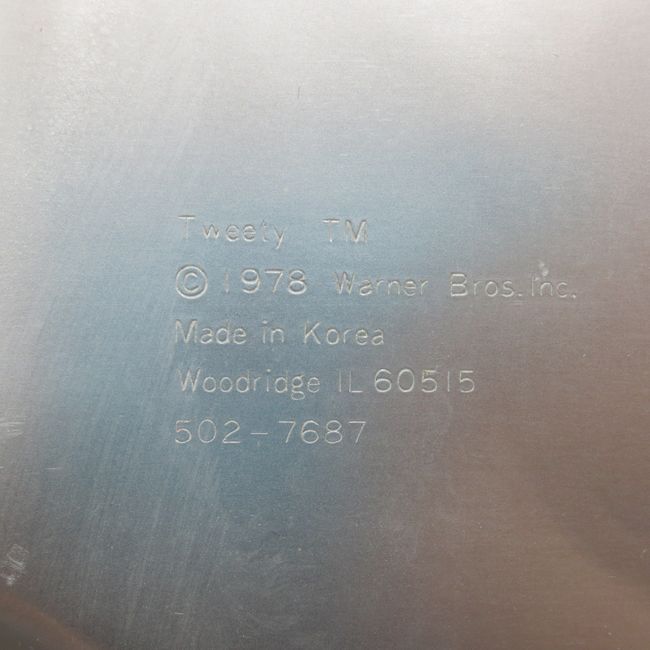 Tweety TM
© 1978 Warner Bros. Inc.
Made in Korea
Woodridge IL 60515
502-7687